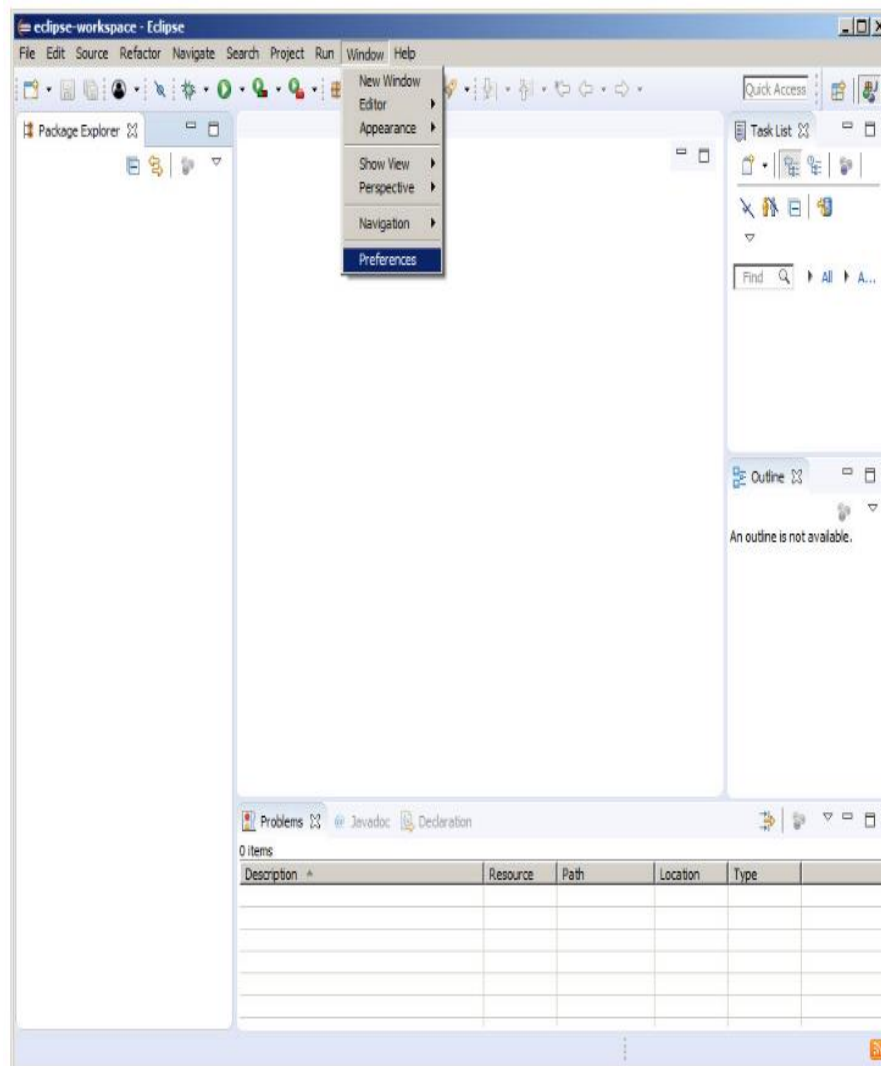 eclipse-workspace - Eclipse
File Edit Source Refactor Navigate Search Project Run Window Help
New Window
Editor
Appearance
Show View
Perspective
Navigation
Preferences
Quick Access
Package Explorer
Task List
Find All A...
Outline
An outline is not available.
Problems Javadoc Declaration
0 items
Description Resource Path Location Type